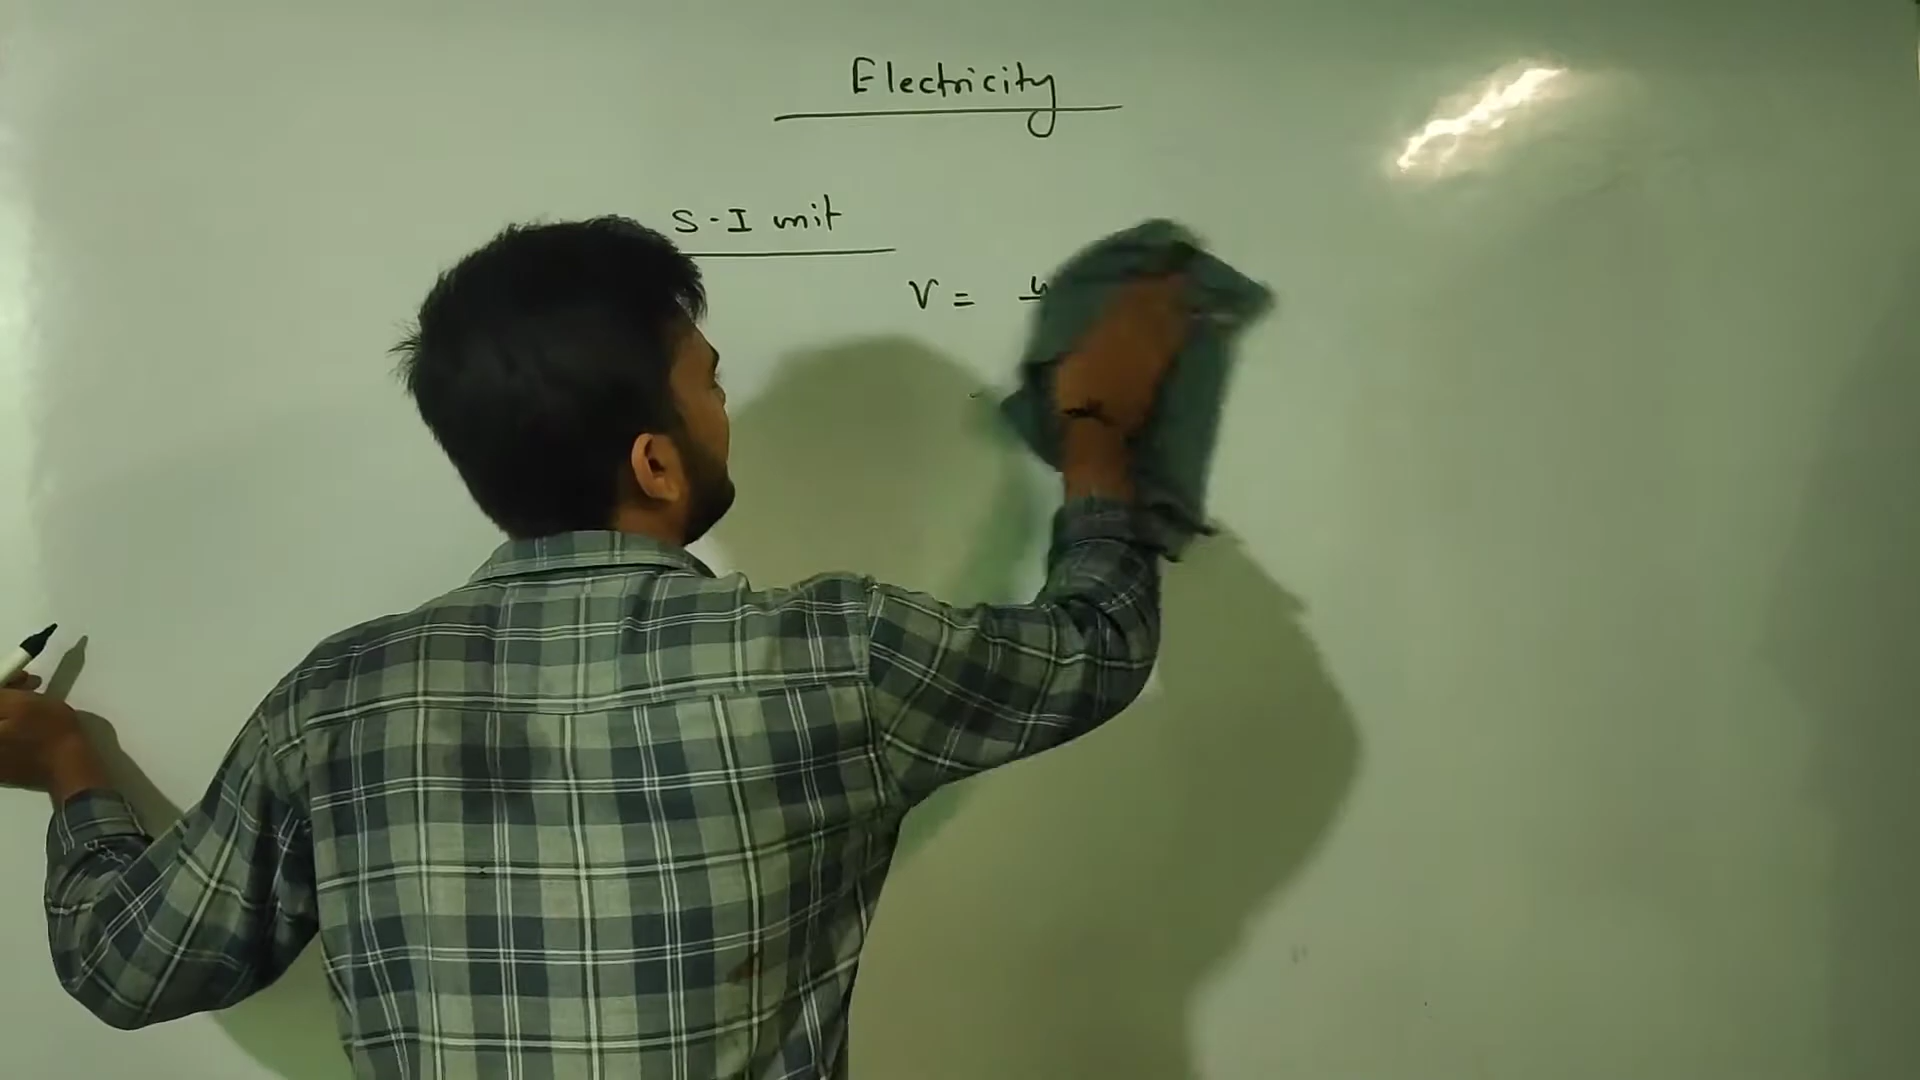 Electricity
S-I unit
V =